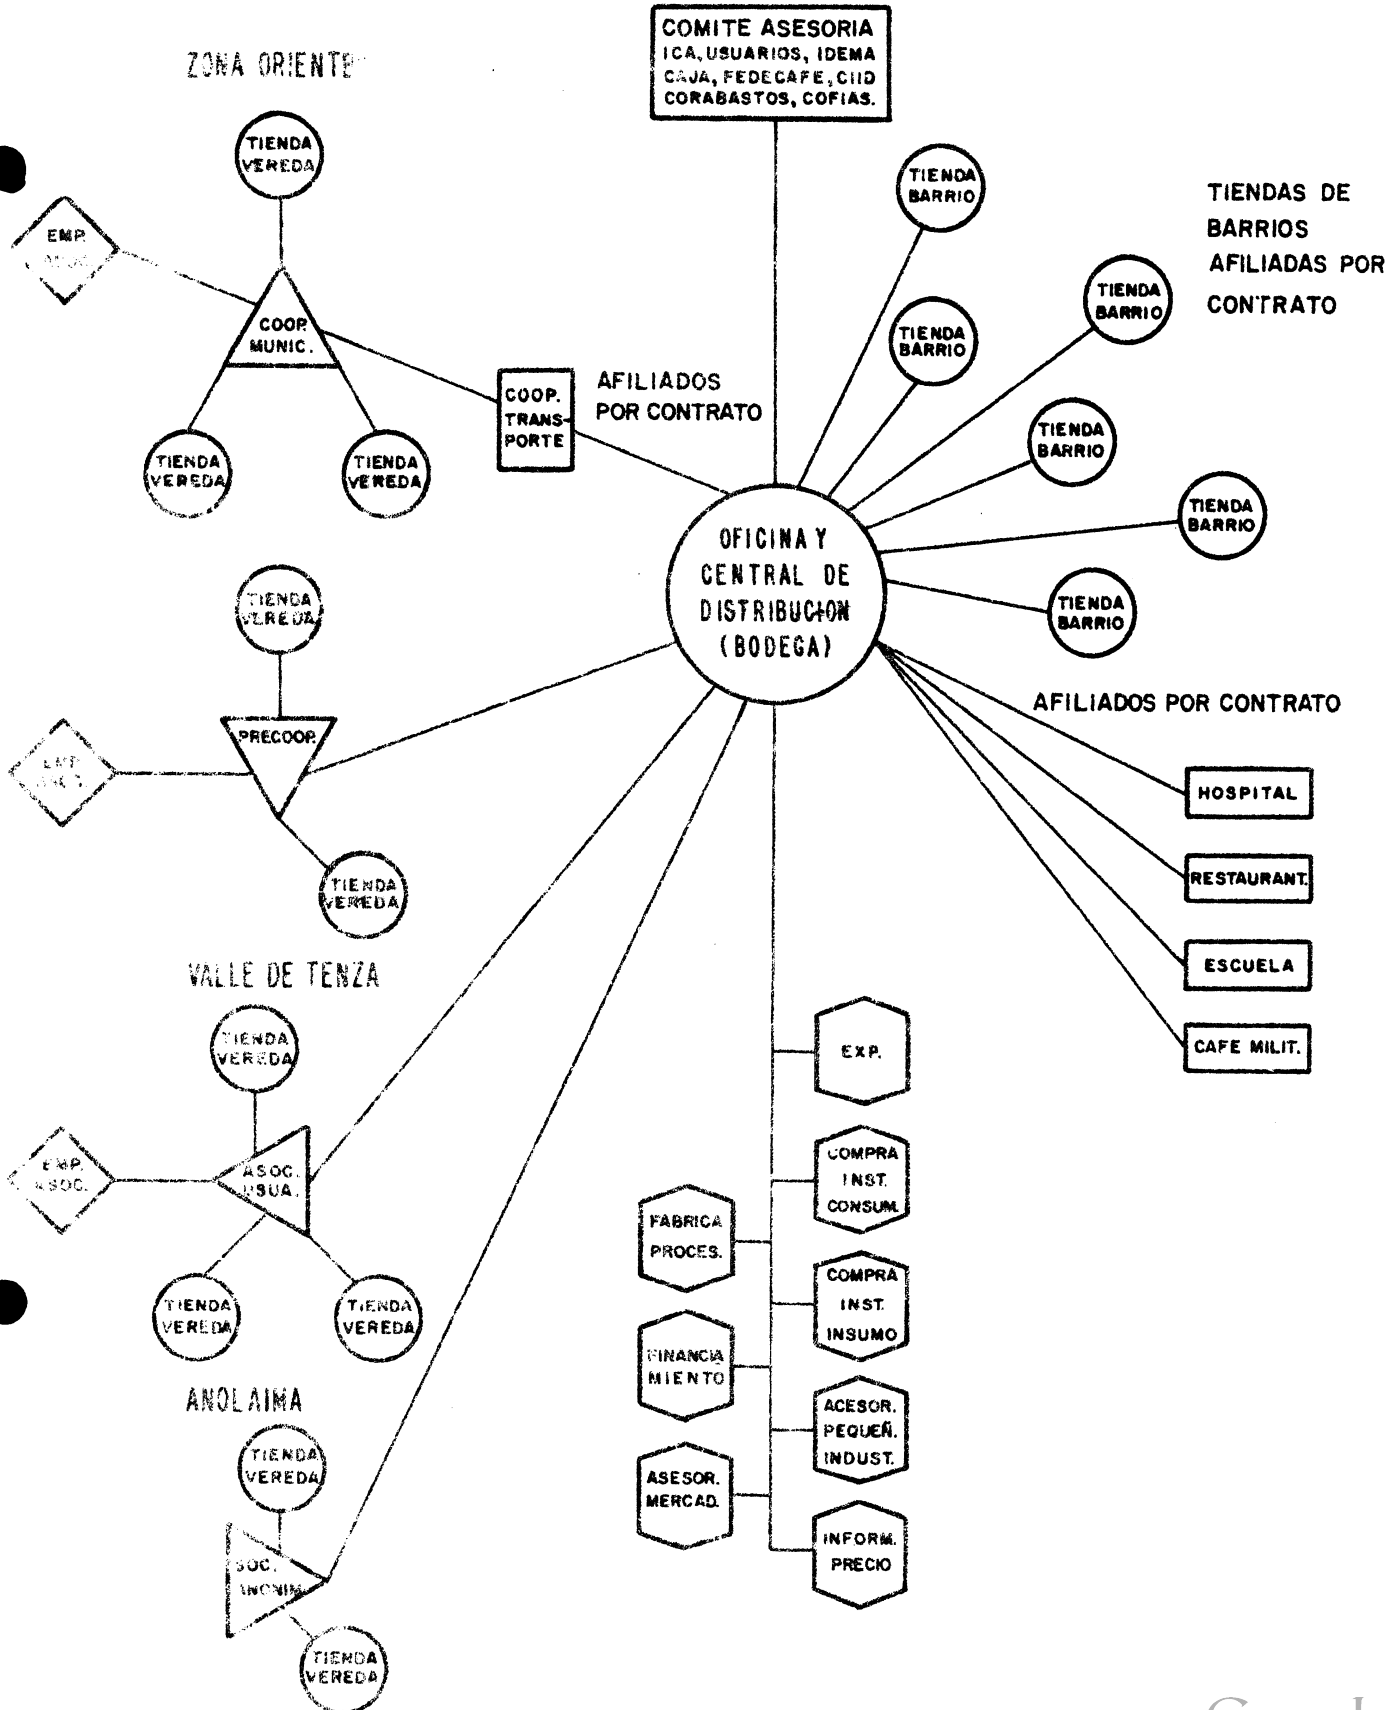 COMITE ASESORIA
ICA, USUARIOS, IDEMA
CAJA, FEDECAFE, CIID
CORABASTOS, COFIAS.
ZONA ORIENTE
TIENDA
VEREDA
EMP.
COOP.
MUNIC.
TIENDA
VEREDA
TIENDA
VEREDA
COOP.
TRANS-
PORTE
AFILIADOS
POR CONTRATO
TIENDA
BARRIO
TIENDA
BARRIO
TIENDA
BARRIO
TIENDA
BARRIO
TIENDA
BARRIO
TIENDA
BARRIO
TIENDAS DE
BARRIOS
AFILIADAS POR
CONTRATO
OFICINA Y
CENTRAL DE
DISTRIBUCION
(BODEGA)
TIENDA
VEREDA
PRECOOP.
TIENDA
VEREDA
AFILIADOS POR CONTRATO
HOSPITAL
RESTAURANT.
ESCUELA
CAFE MILIT.
VALLE DE TENZA
TIENDA
VEREDA
EMP.
ASOC.
ASOC.
USUA.
TIENDA
VEREDA
TIENDA
VEREDA
ANOLAIMA
TIENDA
VEREDA
SOC.
ANONIM.
TIENDA
VEREDA
EXP.
COMPRA
INST.
CONSUM.
FABRICA
PROCES.
COMPRA
INST.
INSUMO
FINANCIA
MIENTO
ACESOR.
PEQUEÑ.
INDUST.
ASESOR.
MERCAD.
INFORM.
PRECIO